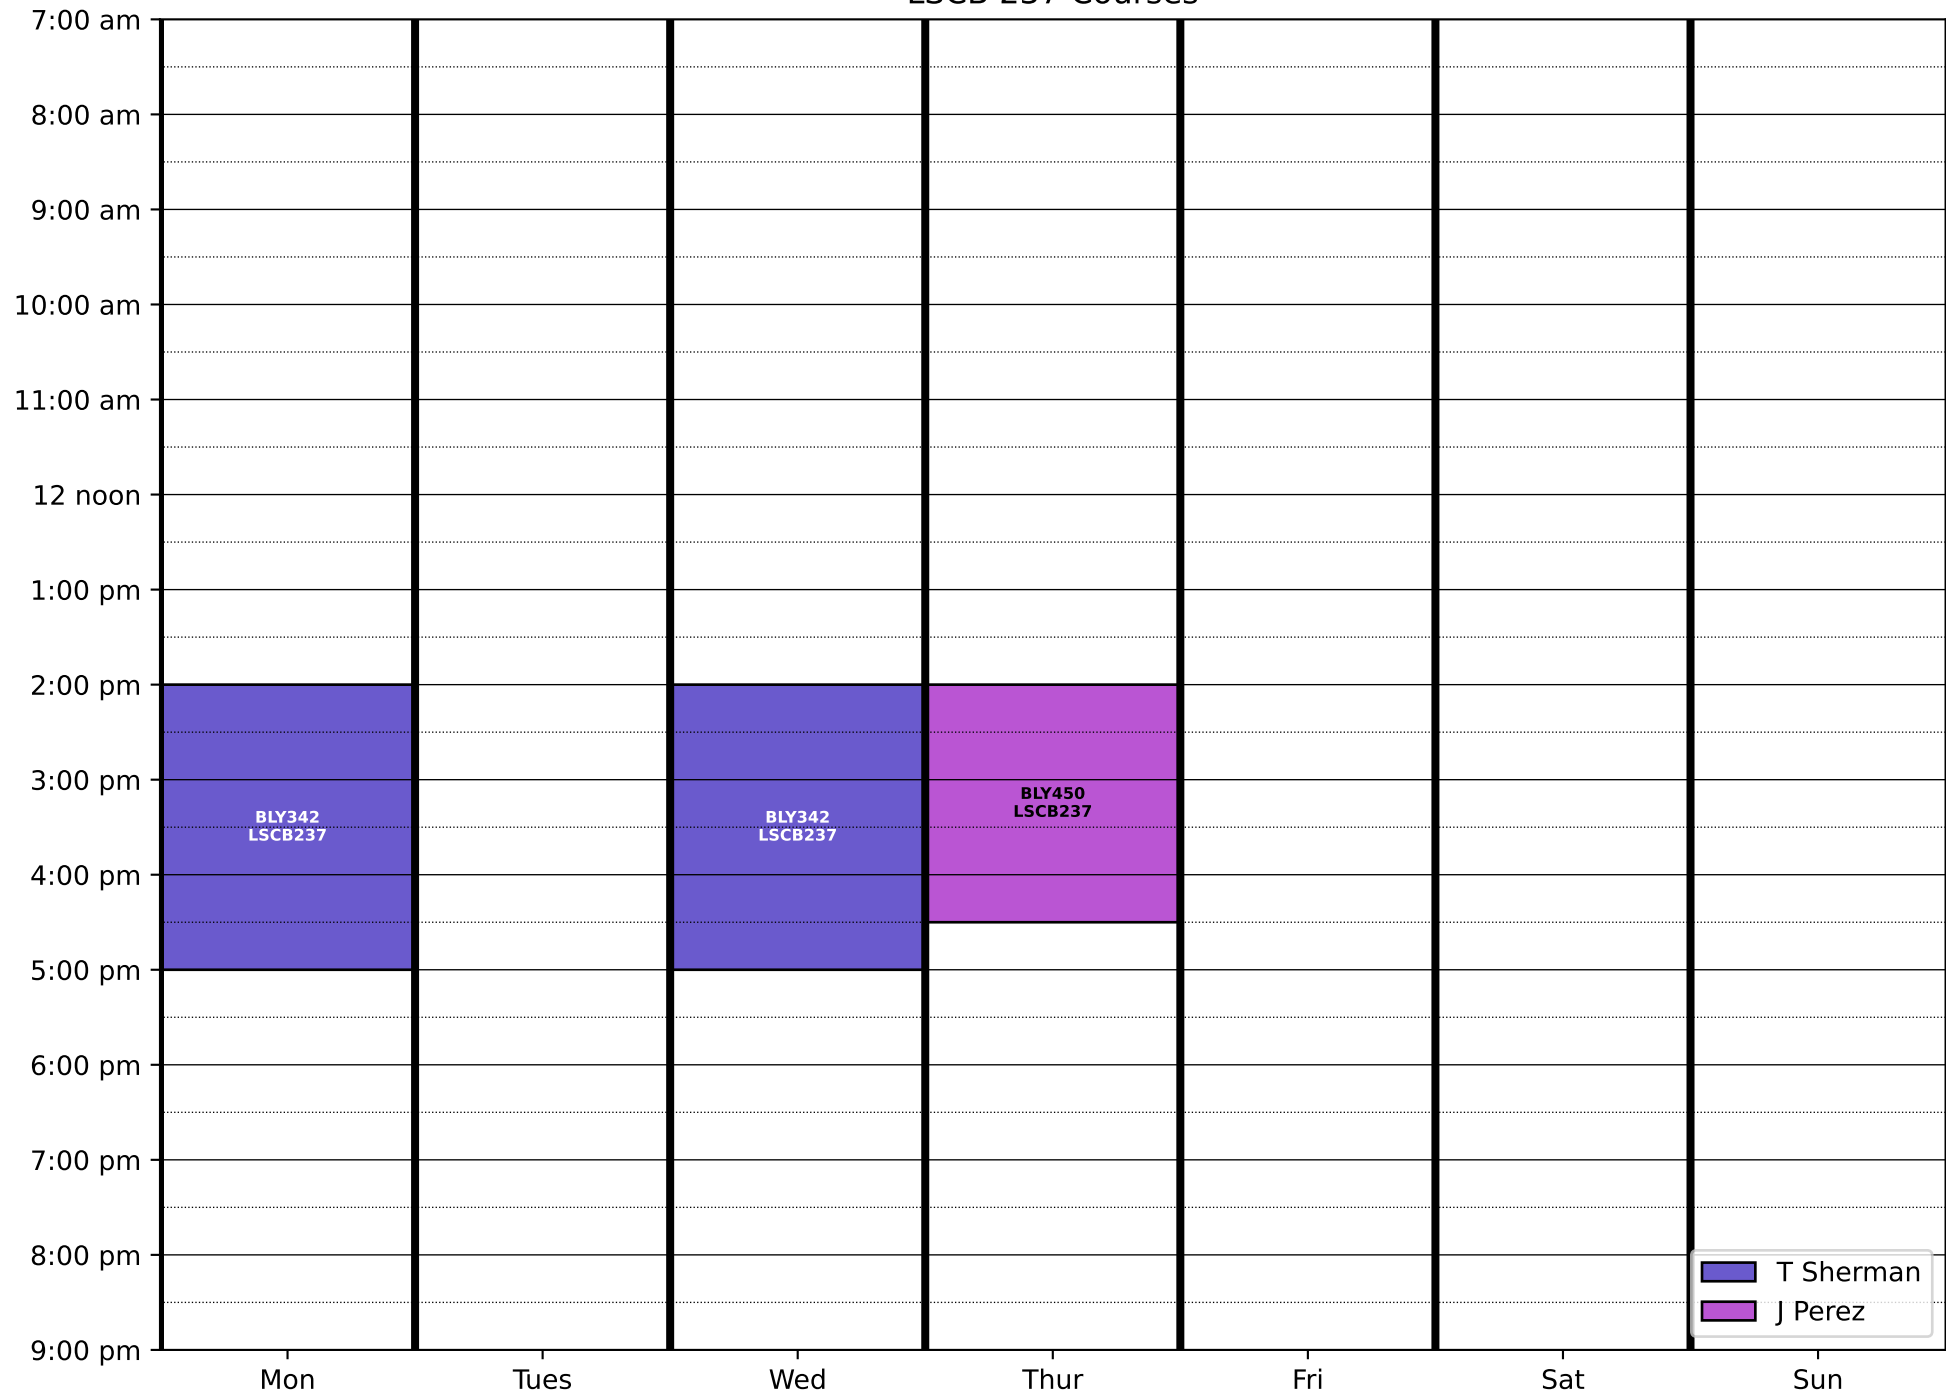 LSCB 237 Courses
7:00 am
8:00 am
9:00 am
10:00 am
11:00 am
12 noon
1:00 pm
2:00 pm
3:00 pm
4:00 pm
5:00 pm
6:00 pm
7:00 pm
8:00 pm
9:00 pm
BLY342
LSCB237
BLY342
LSCB237
BLY450
LSCB237
T Sherman
J Perez
Mon
Tues
Wed
Thur
Fri
Sat
Sun